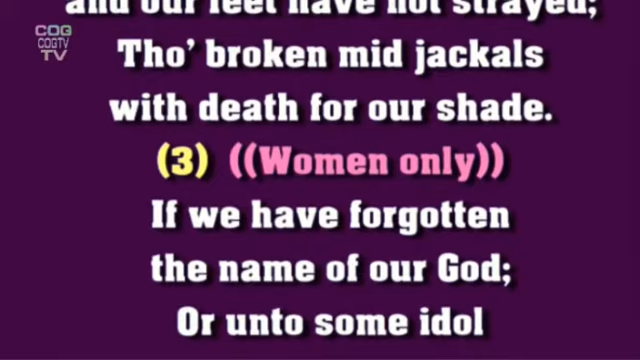 and our feet have not strayed;
COG
COGTV
TV
Tho’ broken mid jackals
with death for our shade.
(3) ((Women only))
If we have forgotten
the name of our God;
Or unto some idol